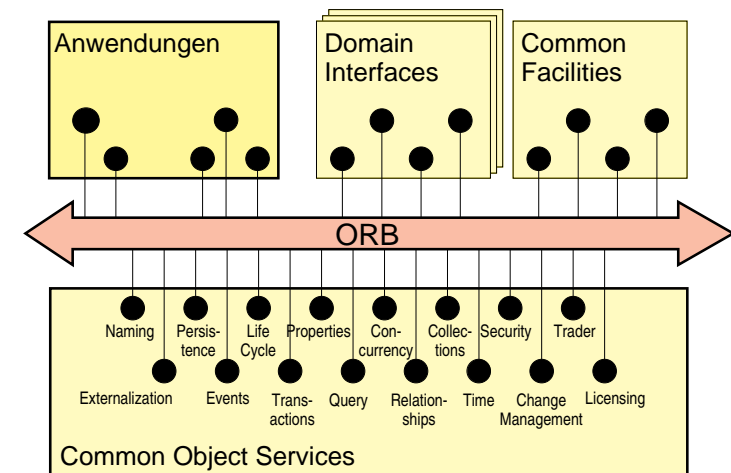 Anwendungen
Domain
Interfaces
Common
Facilities
ORB
Naming
Persis-
tence
Life
Cycle
Properties
Con-
currency
Collec-
tions
Security
Trader
Externalization
Events
Trans-
actions
Query
Relation-
ships
Time
Change
Management
Licensing
Common Object Services